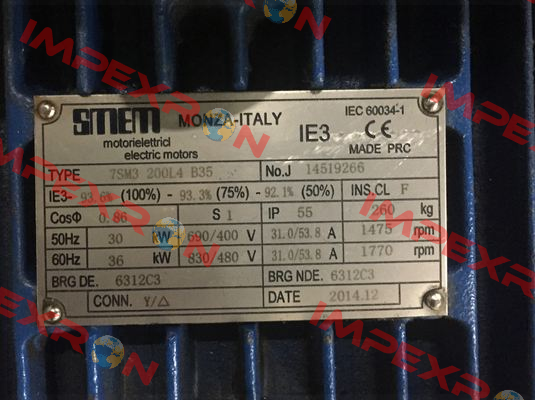 SMEM MONZA-ITALY IE3 IEC 60034-1 CE
motorielettrici
electric motors MADE PRC
TYPE 7SM3 200L4 B35 No.J 14519266
IE3- 93.6% (100%) - 93.3% (75%) - 92.1% (50%) INS.CL F
CosΦ 0.86 S 1 IP 55 260 kg
50Hz 30 kW 690/400 V 31.0/53.8 A 1475 rpm
60Hz 36 kW 830/480 V 31.0/53.8 A 1770 rpm
BRG DE. 6312C3 BRG NDE. 6312C3
CONN. Y/△ DATE 2014.12
IMPEXRON
IMPEXRON
IMPEXRON
IMPEXRON
IMPEXRON